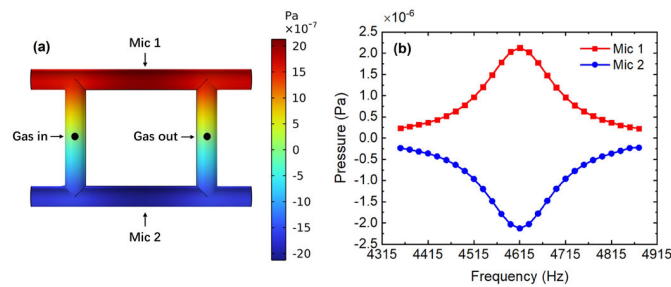 (a)
Mic 1
Gas in
Gas out
Mic 2
Pa
×10⁻⁷
20
15
10
5
0
-5
-10
-15
-20
(b)
Mic 1
Mic 2
×10⁻⁶
2.5
2.0
1.5
1.0
0.5
0.0
-0.5
-1.0
-1.5
-2.0
-2.5
Pressure (Pa)
4315 4415 4515 4615 4715 4815 4915
Frequency (Hz)